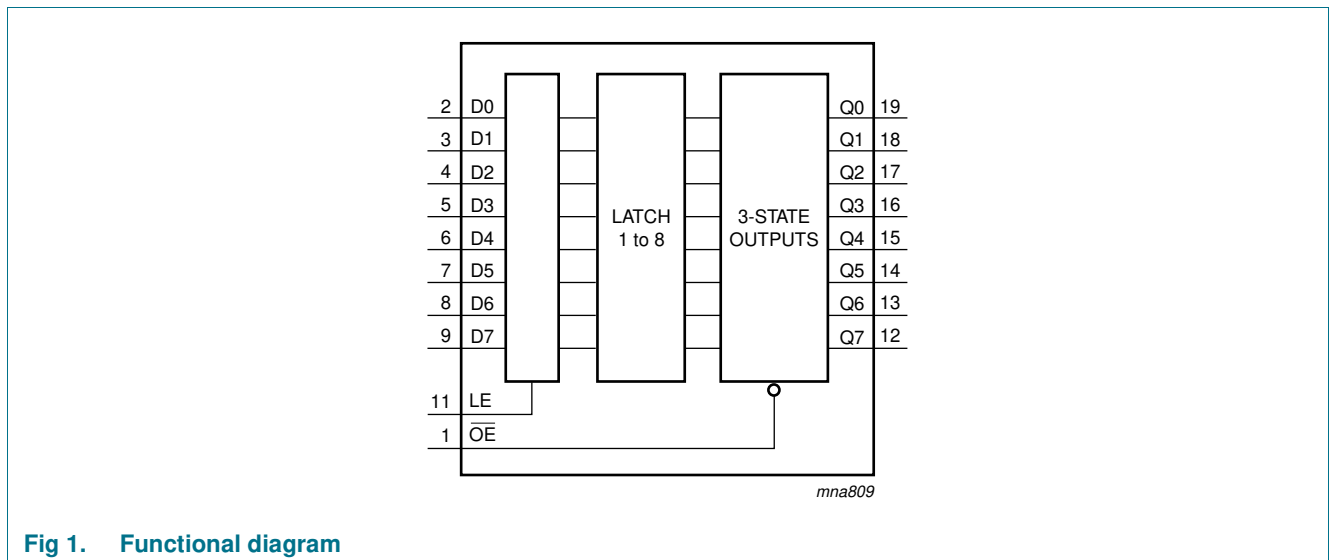 2 D0 Q0 19
3 D1 Q1 18
4 D2 Q2 17
5 D3 LATCH 3-STATE Q3 16
6 D4 1 to 8 OUTPUTS Q4 15
7 D5 Q5 14
8 D6 Q6 13
9 D7 Q7 12
11 LE
1 O̅E̅
mna809
Fig 1. Functional diagram